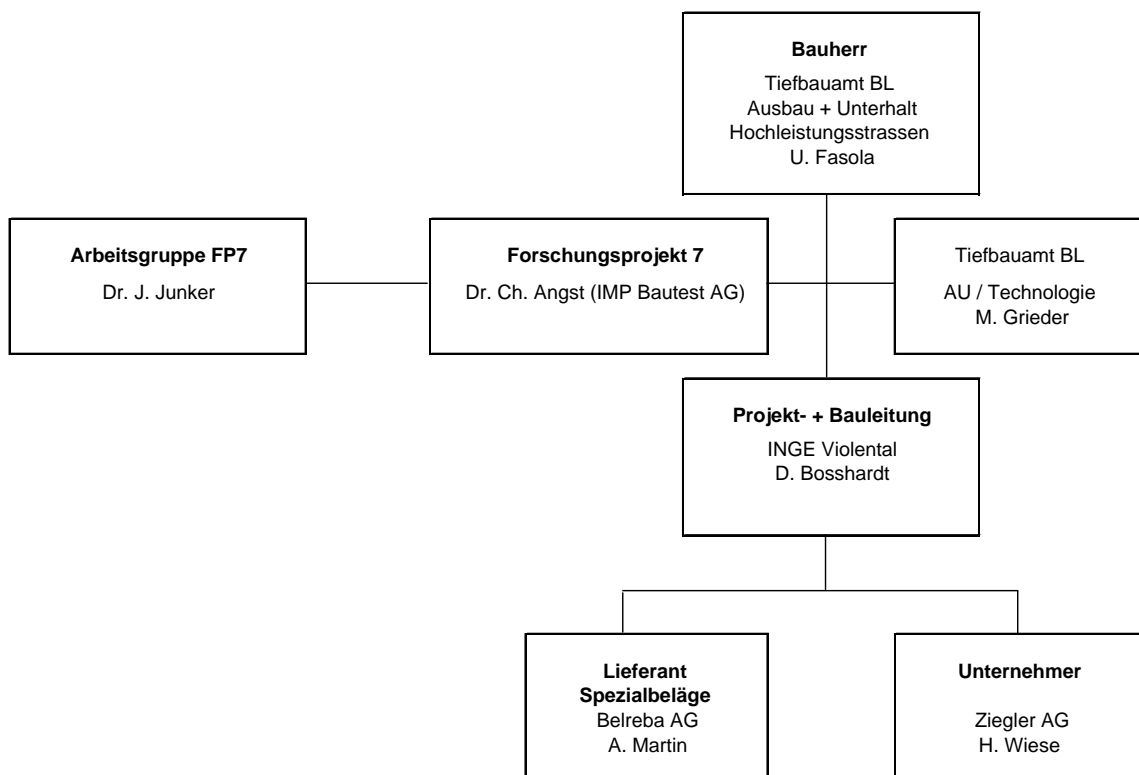 Bauherr
Tiefbauamt BL
Ausbau + Unterhalt
Hochleistungsstrassen
U. Fasola
Arbeitsgruppe FP7
Dr. J. Junker
Forschungsprojekt 7
Dr. Ch. Angst (IMP Bautest AG)
Tiefbauamt BL
AU / Technologie
M. Grieder
Projekt- + Bauleitung
INGE Violental
D. Bosshardt
Lieferant
Spezialbeläge
Belreba AG
A. Martin
Unternehmer
Ziegler AG
H. Wiese